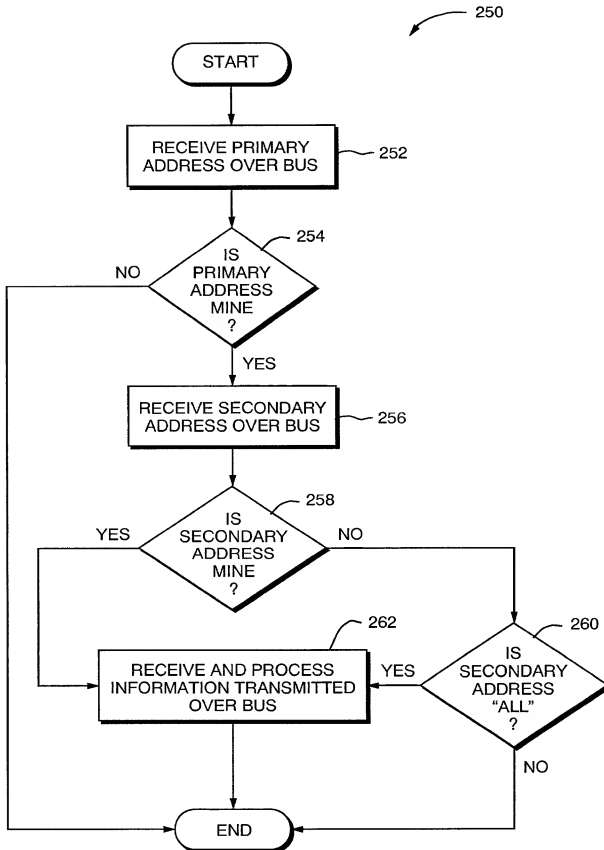 250
START
RECEIVE PRIMARY
ADDRESS OVER BUS
252
254
IS
PRIMARY
ADDRESS
MINE
?
NO
YES
RECEIVE SECONDARY
ADDRESS OVER BUS
256
258
IS
SECONDARY
ADDRESS
MINE
?
YES
NO
262
RECEIVE AND PROCESS
INFORMATION TRANSMITTED
OVER BUS
260
IS
SECONDARY
ADDRESS
“ALL”
?
YES
NO
END